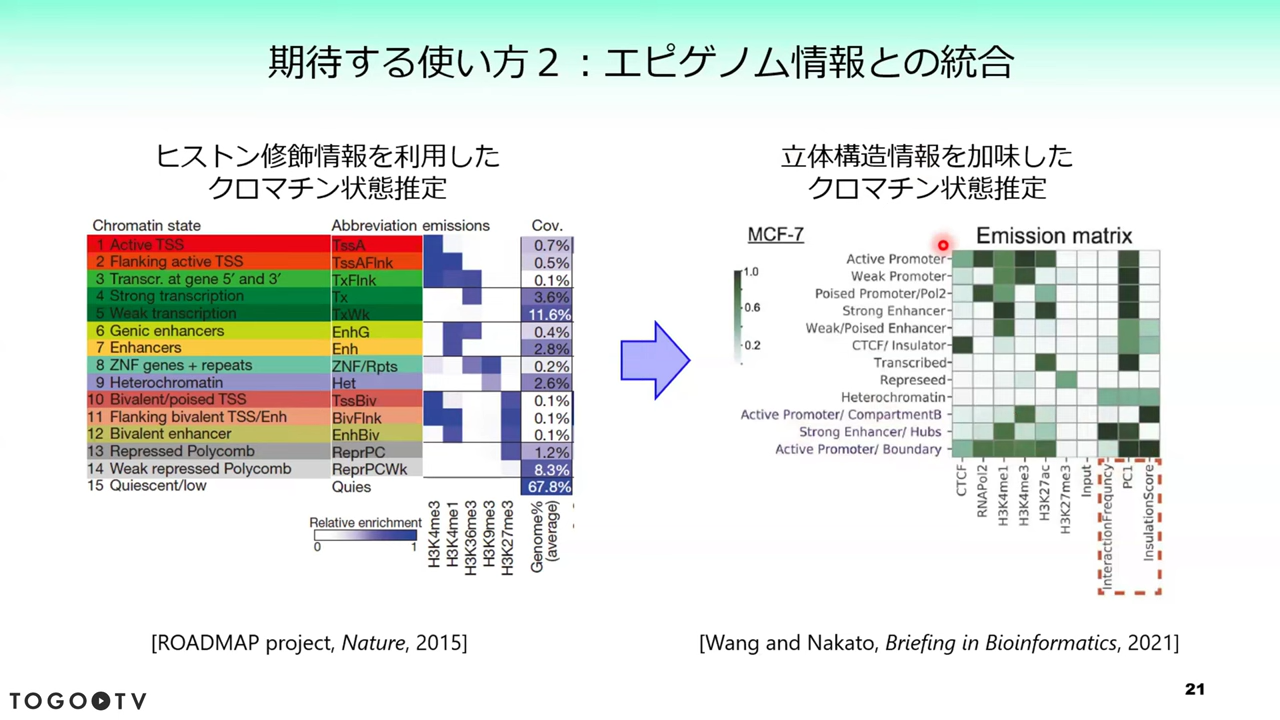 期待する使い方２：エピゲノム情報との統合
ヒストン修飾情報を利用した
クロマチン状態推定
Chromatin state Abbreviation emissions Cov.
1 Active TSS TssA 0.7%
2 Flanking active TSS TssAFlnk 0.5%
3 Transcr. at gene 5′ and 3′ TxFlnk 0.1%
4 Strong transcription Tx 3.6%
5 Weak transcription TxWk 11.6%
6 Genic enhancers EnhG 0.4%
7 Enhancers Enh 2.8%
8 ZNF genes + repeats ZNF/Rpts 0.2%
9 Heterochromatin Het 2.6%
10 Bivalent/poised TSS TssBiv 0.1%
11 Flanking bivalent TSS/Enh BivFlnk 0.1%
12 Bivalent enhancer EnhBiv 0.1%
13 Repressed Polycomb ReprPC 1.2%
14 Weak repressed Polycomb ReprPCWk 8.3%
15 Quiescent/low Quies 67.8%
Relative enrichment
0 1
H3K4me3
H3K4me1
H3K36me3
H3K9me3
H3K27me3
Genome%
(average)
[ROADMAP project, Nature, 2015]
立体構造情報を加味した
クロマチン状態推定
MCF-7
Emission matrix
1.0
0.6
0.2
Active Promoter
Weak Promoter
Poised Promoter/Pol2
Strong Enhancer
Weak/Poised Enhancer
CTCF/ Insulator
Transcribed
Represeed
Heterochromatin
Active Promoter/ CompartmentB
Strong Enhancer/ Hubs
Active Promoter/ Boundary
CTCF
RNAPol2
H3K4me1
H3K4me3
H3K27ac
H3K27me3
Input
InteractionFrequncy
PC1
InsulationScore
[Wang and Nakato, Briefing in Bioinformatics, 2021]
TOGO TV
21